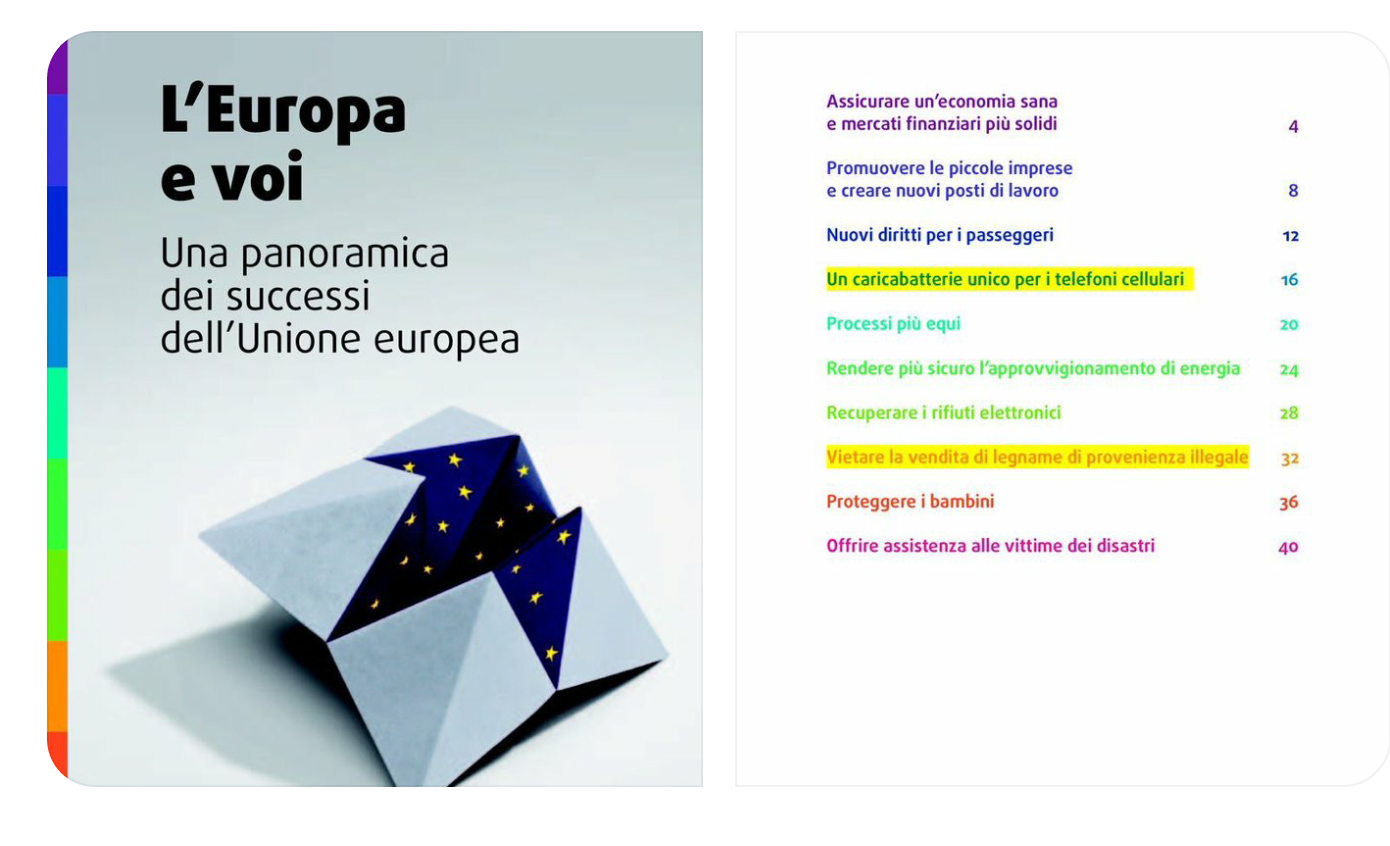 L’Europa
e voi
Una panoramica
dei successi
dell’Unione europea
Assicurare un’economia sana
e mercati finanziari più solidi 4
Promuovere le piccole imprese
e creare nuovi posti di lavoro 8
Nuovi diritti per i passeggeri 12
Un caricabatterie unico per i telefoni cellulari 16
Processi più equi 20
Rendere più sicuro l’approvvigionamento di energia 24
Recuperare i rifiuti elettronici 28
Vietare la vendita di legname di provenienza illegale 32
Proteggere i bambini 36
Offrire assistenza alle vittime dei disastri 40